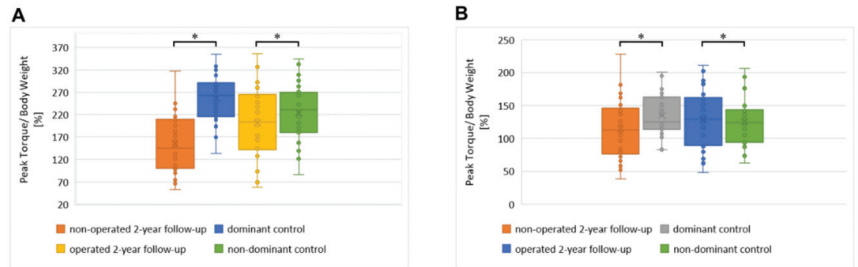 A
Peak Torque/ Body Weight
[%]
370
320
270
220
170
120
70
20
*
*
non-operated 2-year follow-up
dominant control
operated 2-year follow-up
non-dominant control
B
Peak Torque/ Body Weight
[%]
250
200
150
100
50
0
*
*
non-operated 2-year follow-up
dominant control
operated 2-year follow-up
non-dominant control